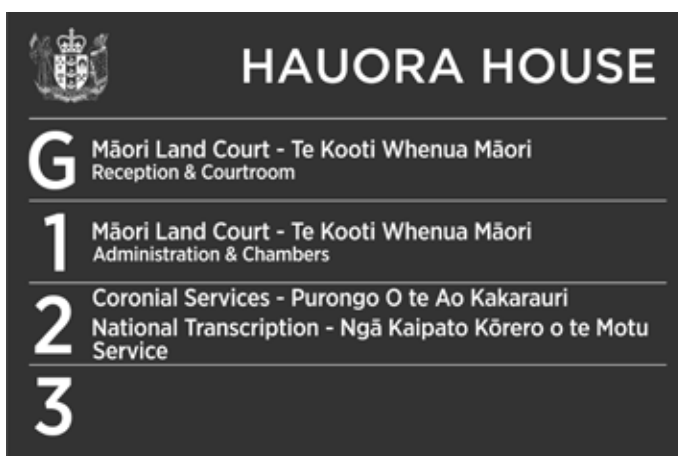 HAUORA HOUSE
G
Māori Land Court - Te Kooti Whenua Māori
Reception & Courtroom
1
Māori Land Court - Te Kooti Whenua Māori
Administration & Chambers
2
Coronial Services - Purongo O te Ao Kakarauri
National Transcription - Ngā Kaipato Kōrero o te Motu
Service
3